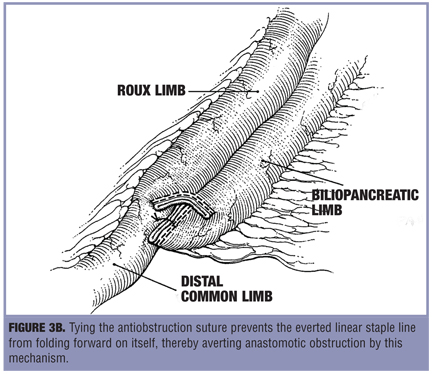 ROUX LIMB
BILIOPANCREATIC
LIMB
DISTAL
COMMON LIMB
FIGURE 3B. Tying the antiobstruction suture prevents the everted linear staple line
from folding forward on itself, thereby averting anastomotic obstruction by this
mechanism.